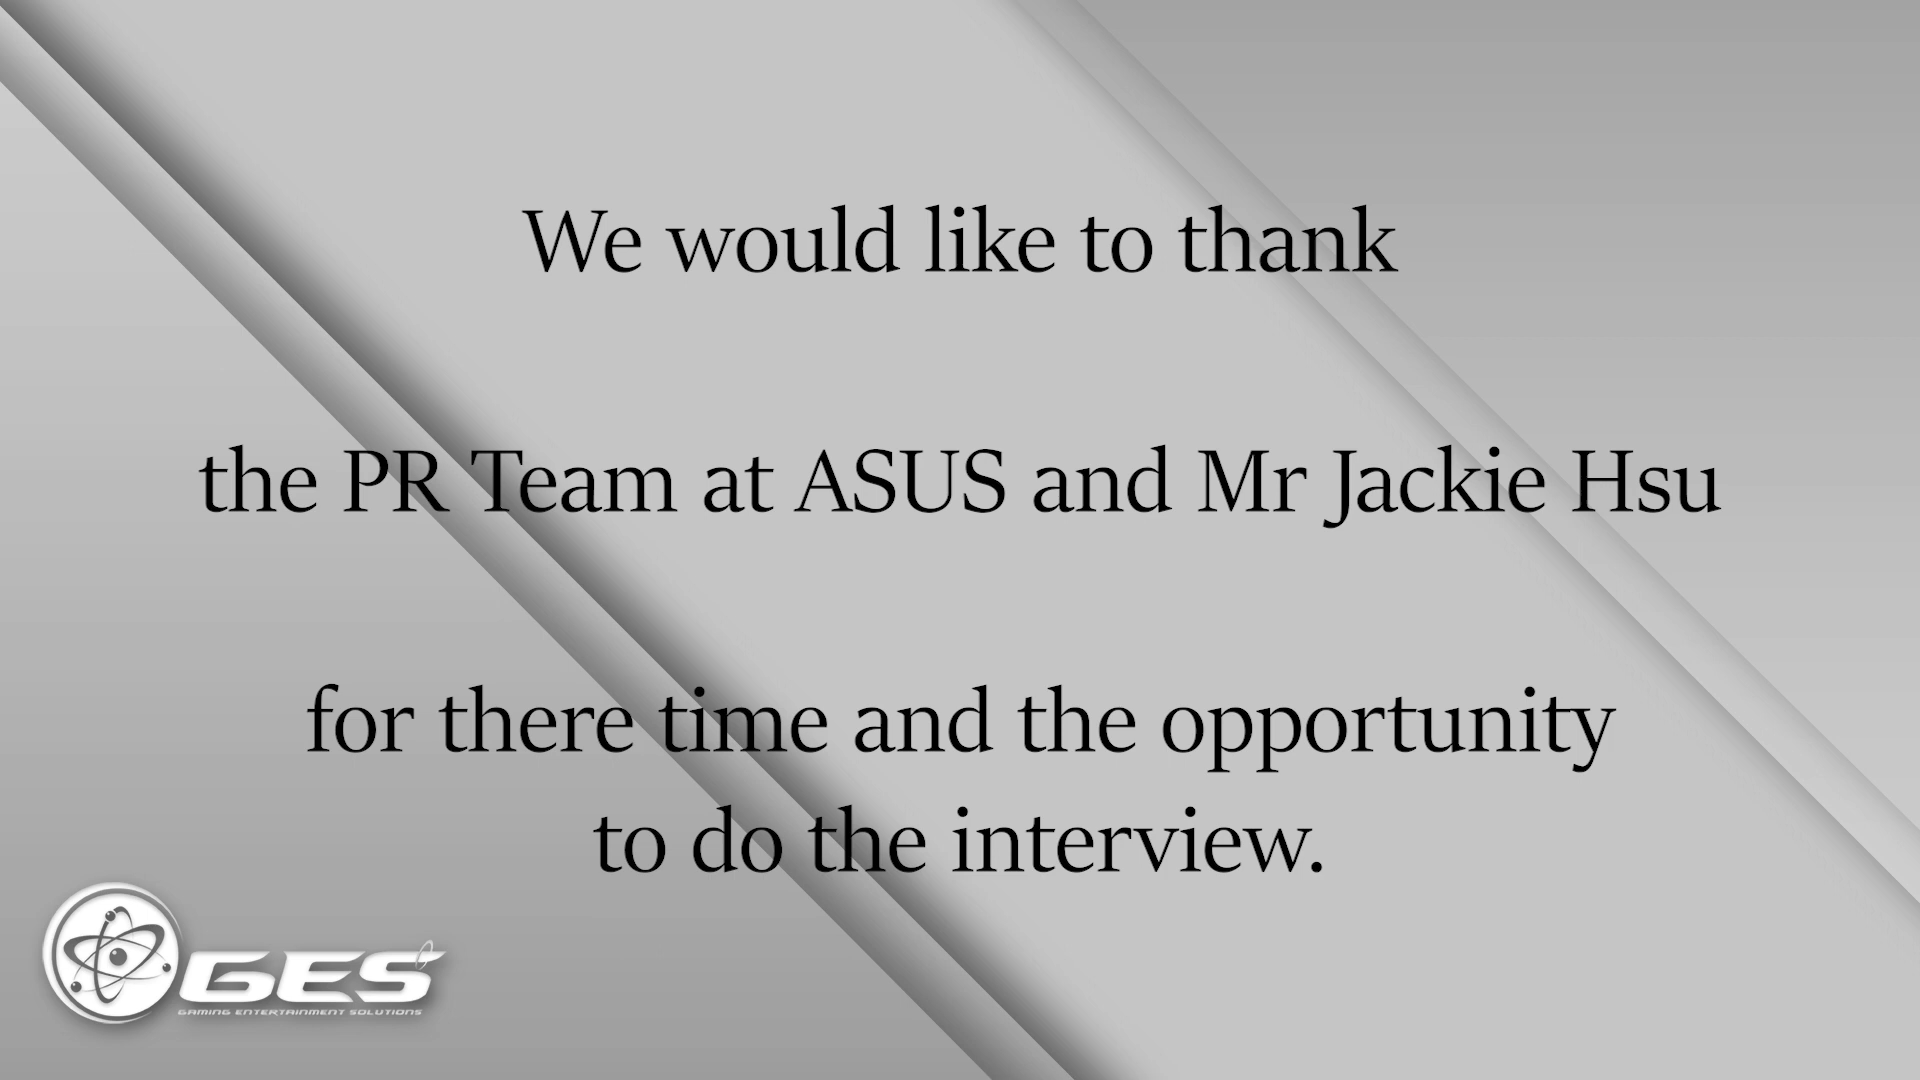 We would like to thank
the PR Team at ASUS and Mr Jackie Hsu
for there time and the opportunity
to do the interview.
GES
GAMING ENTERTAINMENT SOLUTIONS